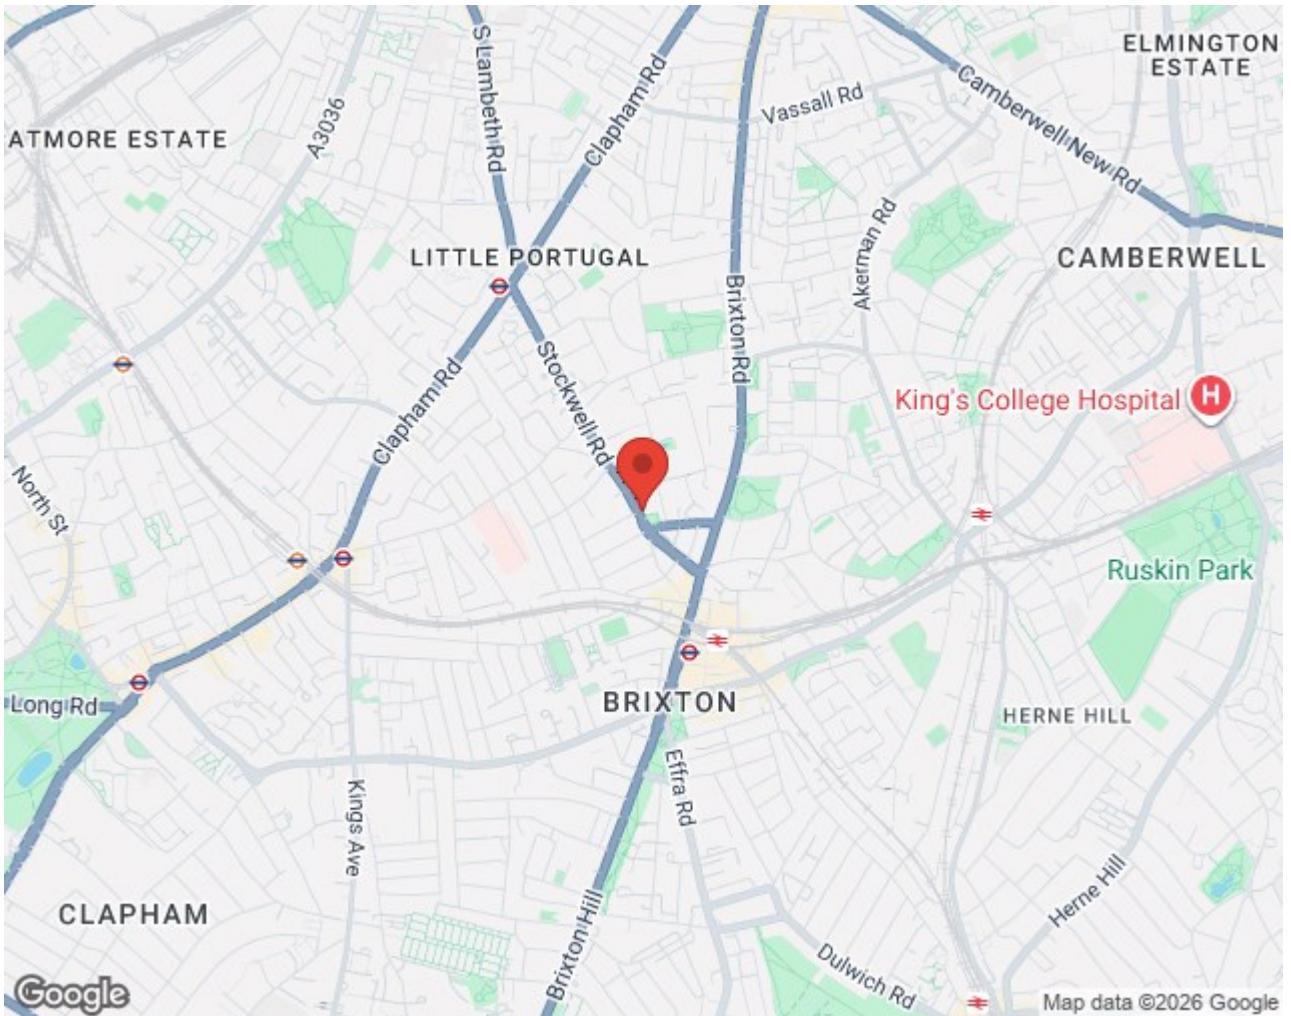 ELMINGTON
ESTATE
S Lambeth Rd
Clapham Rd
Vassall Rd
Camberwell New Rd
A3036
ATMORE ESTATE
Akerman Rd
LITTLE PORTUGAL
CAMBERWELL
Brixton Rd
Stockwell Rd
Clapham Rd
King's College Hospital
H
North St
Ruskin Park
Long Rd
BRIXTON
HERNE HILL
Effra Rd
Kings Ave
CLAPHAM
Brixton Hill
Herne Hill
Dulwich Rd
Google
Map data ©2026 Google